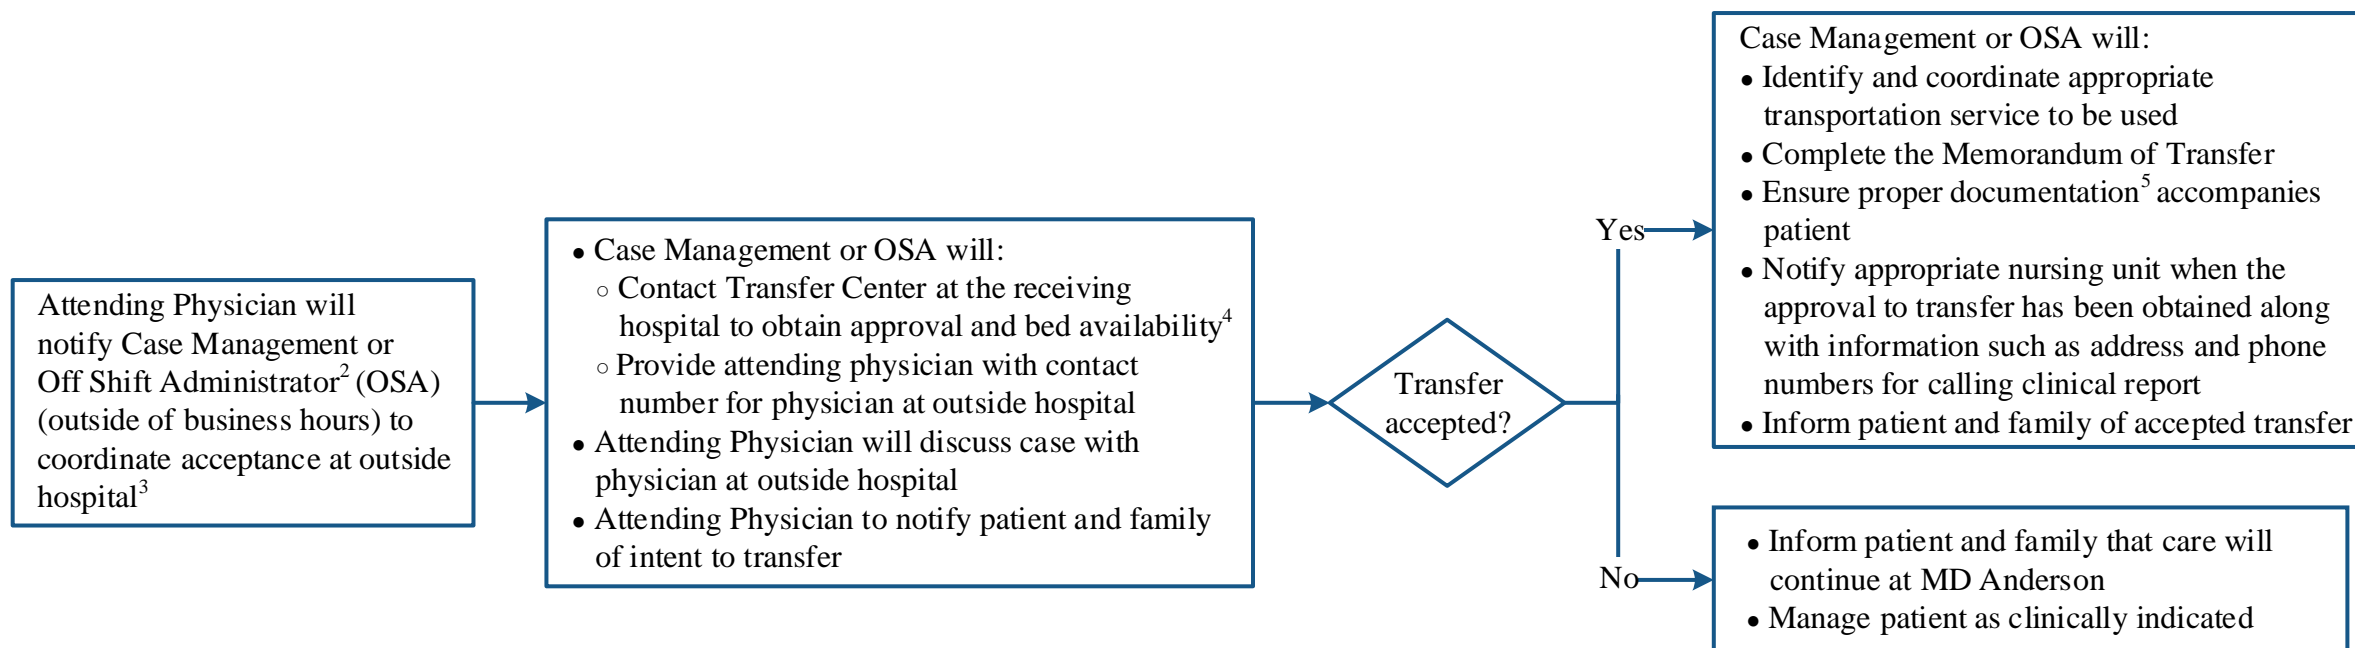 Attending Physician will
notify Case Management or
Off Shift Administrator² (OSA)
(outside of business hours) to
coordinate acceptance at outside
hospital³
• Case Management or OSA will:
○ Contact Transfer Center at the receiving
hospital to obtain approval and bed availability⁴
○ Provide attending physician with contact
number for physician at outside hospital
• Attending Physician will discuss case with
physician at outside hospital
• Attending Physician to notify patient and family
of intent to transfer
Transfer
accepted?
Yes
Case Management or OSA will:
• Identify and coordinate appropriate
transportation service to be used
• Complete the Memorandum of Transfer
• Ensure proper documentation⁵ accompanies
patient
• Notify appropriate nursing unit when the
approval to transfer has been obtained along
with information such as address and phone
numbers for calling clinical report
• Inform patient and family of accepted transfer
No
• Inform patient and family that care will
continue at MD Anderson
• Manage patient as clinically indicated